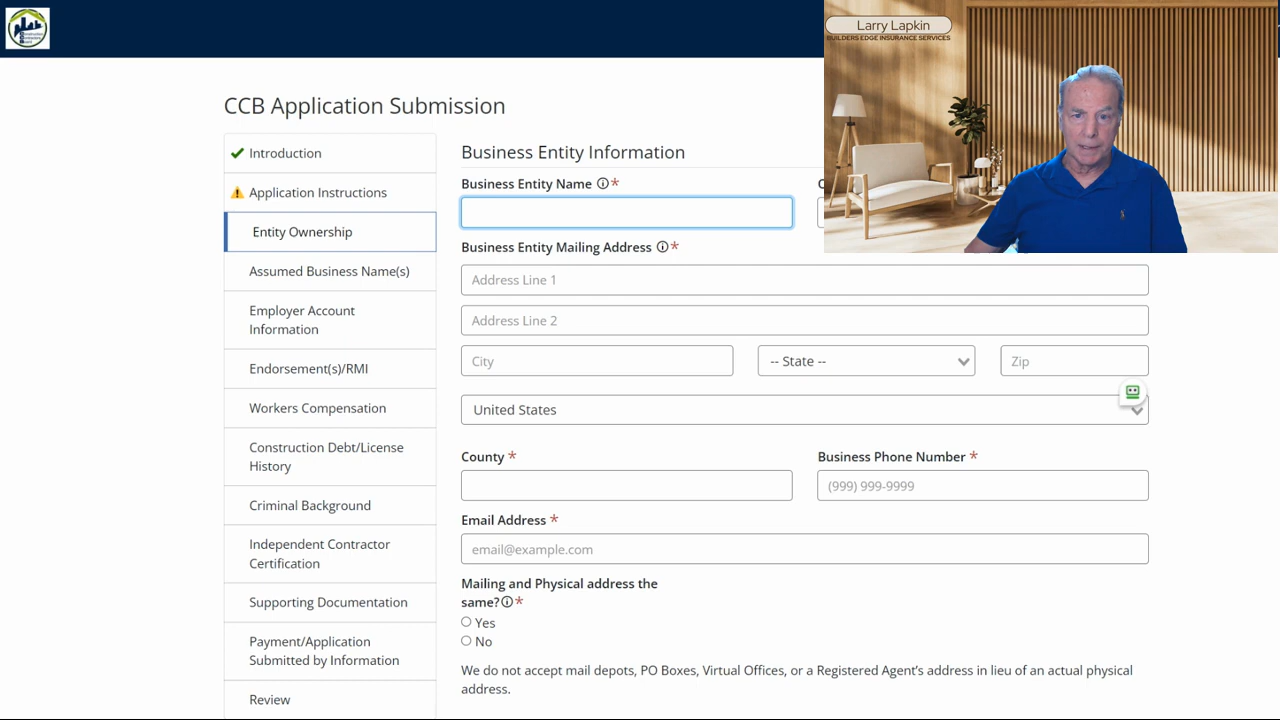 Larry Lapkin
BUILDERS EDGE INSURANCE SERVICES
CCB Application Submission
Introduction
Application Instructions
Entity Ownership
Assumed Business Name(s)
Employer Account
Information
Endorsement(s)/RMI
Workers Compensation
Construction Debt/License
History
Criminal Background
Independent Contractor
Certification
Supporting Documentation
Payment/Application
Submitted by Information
Review
Business Entity Information
Business Entity Name *
Business Entity Mailing Address *
Address Line 1
Address Line 2
City
-- State --
Zip
United States
County *
Business Phone Number *
(999) 999-9999
Email Address *
email@example.com
Mailing and Physical address the
same? *
Yes
No
We do not accept mail depots, PO Boxes, Virtual Offices, or a Registered Agent's address in lieu of an actual physical
address.